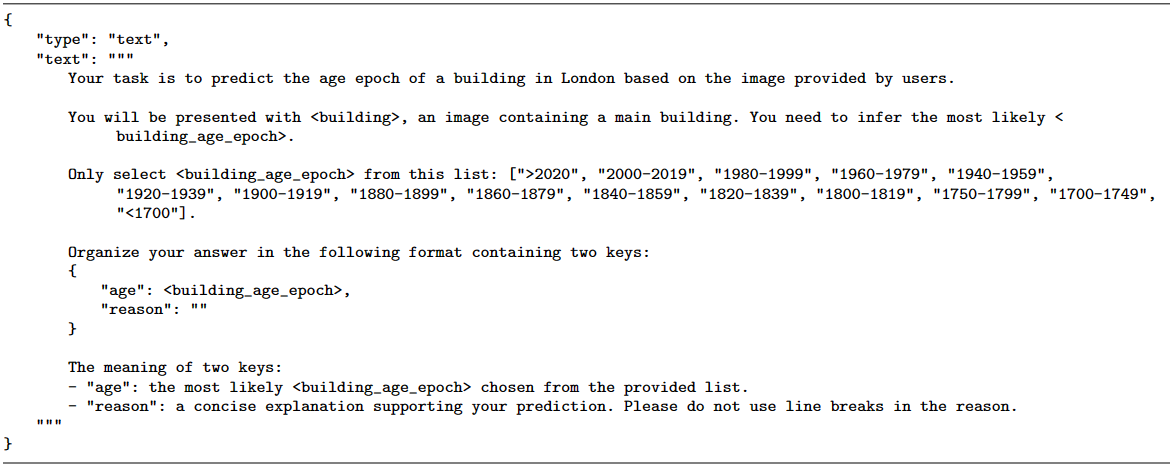 {
"type": "text",
"text": """
Your task is to predict the age epoch of a building in London based on the image provided by users.
You will be presented with <building>, an image containing a main building. You need to infer the most likely <
building_age_epoch>.
Only select <building_age_epoch> from this list: [">2020", "2000-2019", "1980-1999", "1960-1979", "1940-1959",
"1920-1939", "1900-1919", "1880-1899", "1860-1879", "1840-1859", "1820-1839", "1800-1819", "1750-1799", "1700-1749",
"<1700"].
Organize your answer in the following format containing two keys:
{
"age": <building_age_epoch>,
"reason": ""
}
The meaning of two keys:
- "age": the most likely <building_age_epoch> chosen from the provided list.
- "reason": a concise explanation supporting your prediction. Please do not use line breaks in the reason.
"""
}